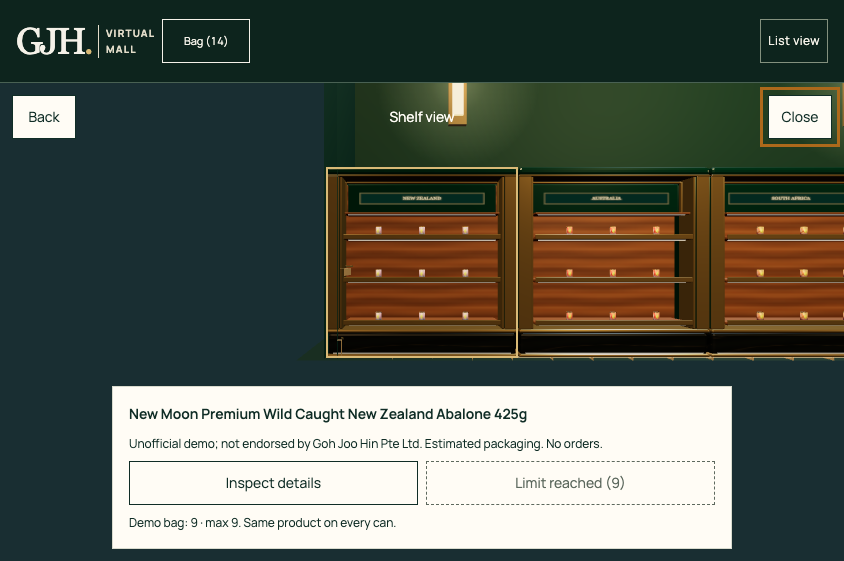 GJH.
VIRTUAL
MALL
Bag (14)
List view
Back
Shelf view
Close
NEW ZEALAND
AUSTRALIA
SOUTH AFRICA
New Moon Premium Wild Caught New Zealand Abalone 425g
Unofficial demo; not endorsed by Goh Joo Hin Pte Ltd. Estimated packaging. No orders.
Inspect details
Limit reached (9)
Demo bag: 9 · max 9. Same product on every can.